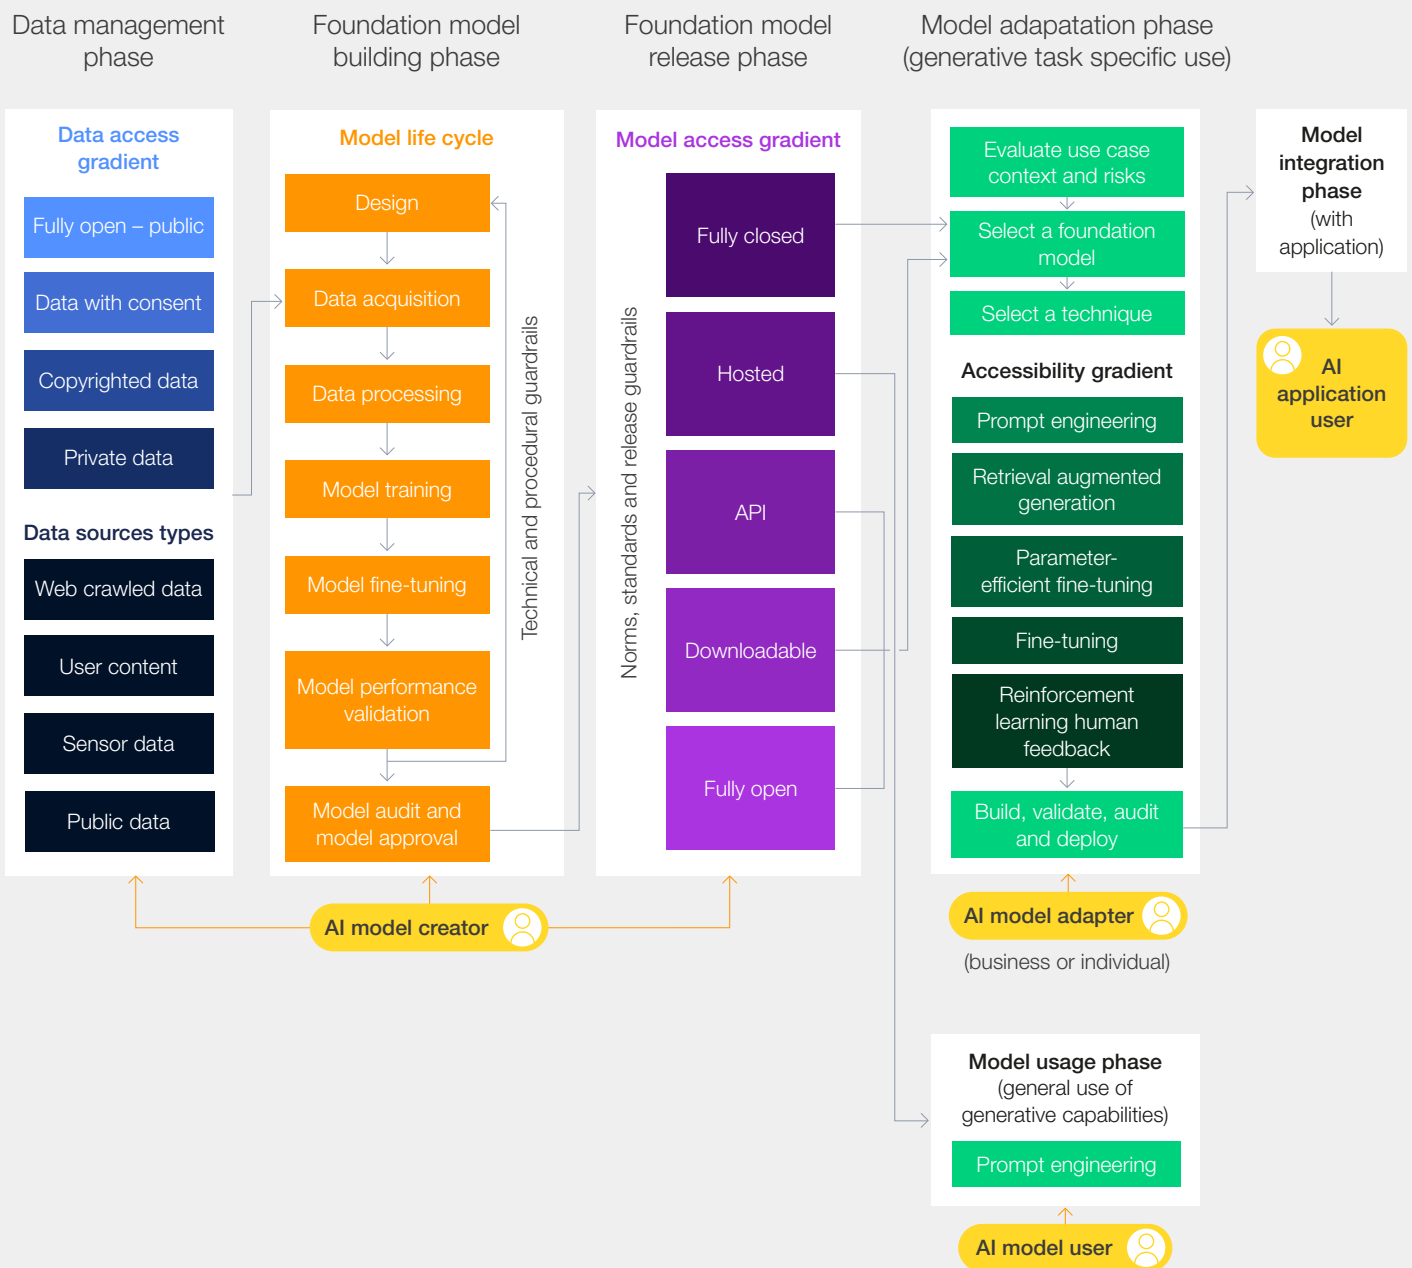 Data management
phase
Foundation model
building phase
Foundation model
release phase
Model adapatation phase
(generative task specific use)
Data access
gradient
Fully open – public
Data with consent
Copyrighted data
Private data
Data sources types
Web crawled data
User content
Sensor data
Public data
Model life cycle
Design
Data acquisition
Data processing
Model training
Model fine-tuning
Model performance
validation
Model audit and
model approval
Technical and procedural guardrails
Norms, standards and release guardrails
Model access gradient
Fully closed
Hosted
API
Downloadable
Fully open
Evaluate use case
context and risks
Select a foundation
model
Select a technique
Accessibility gradient
Prompt engineering
Retrieval augmented
generation
Parameter-
efficient fine-tuning
Fine-tuning
Reinforcement
learning human
feedback
Build, validate, audit
and deploy
Model
integration
phase
(with
application)
AI
application
user
AI model creator
AI model adapter
(business or individual)
Model usage phase
(general use of
generative capabilities)
Prompt engineering
AI model user